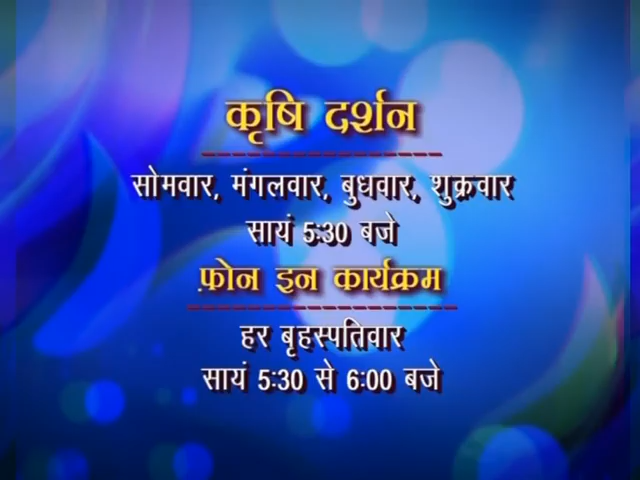 कृषि दर्शन
सोमवार, मंगलवार, बुधवार, शुक्रवार
सायं 5:30 बजे
फ़ोन इन कार्यक्रम
हर बृहस्पतिवार
सायं 5:30 से 6:00 बजे